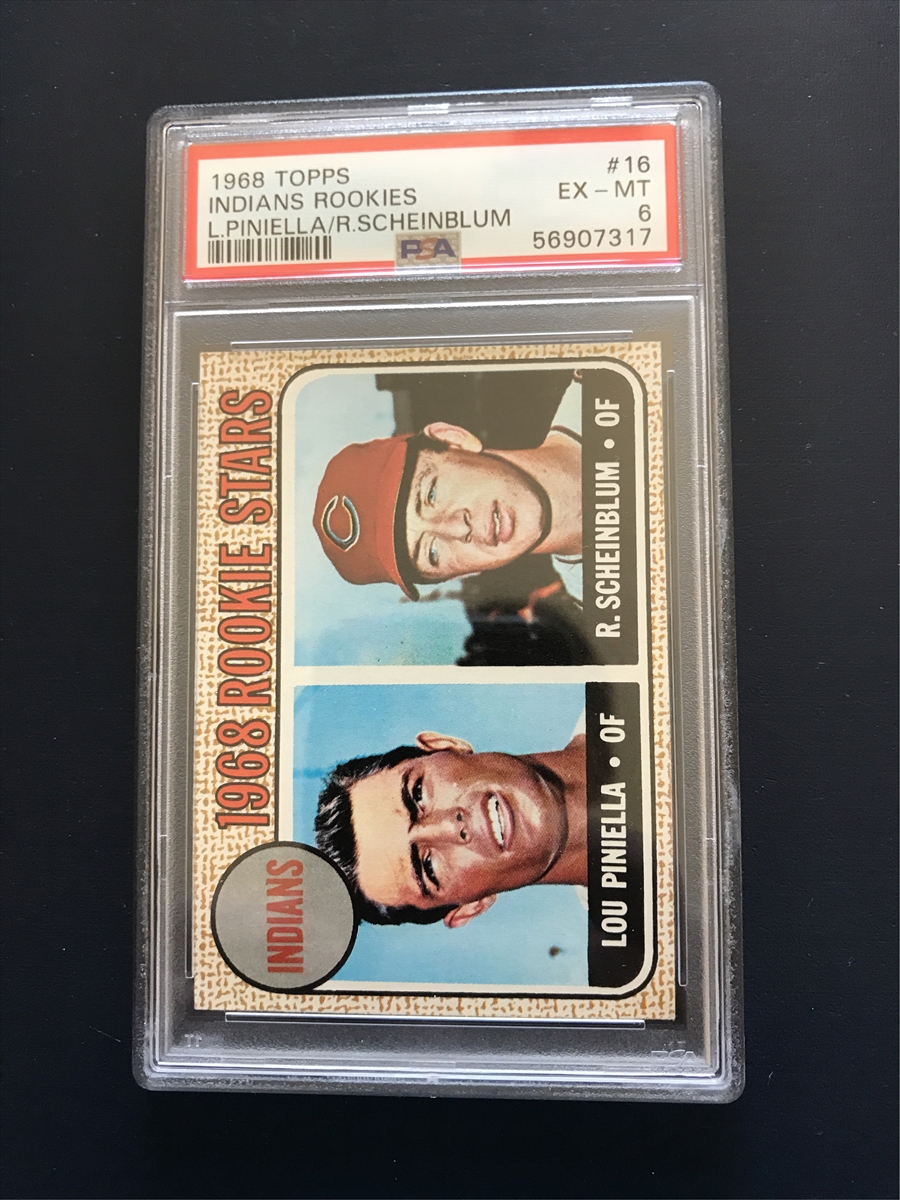 1968 TOPPS
INDIANS ROOKIES
L.PINIELLA/R.SCHEINBLUM
#16
EX - MT
6
56907317
PSA
1968 ROOKIE STARS
INDIANS
C
LOU PINIELLA • OF
R. SCHEINBLUM • OF